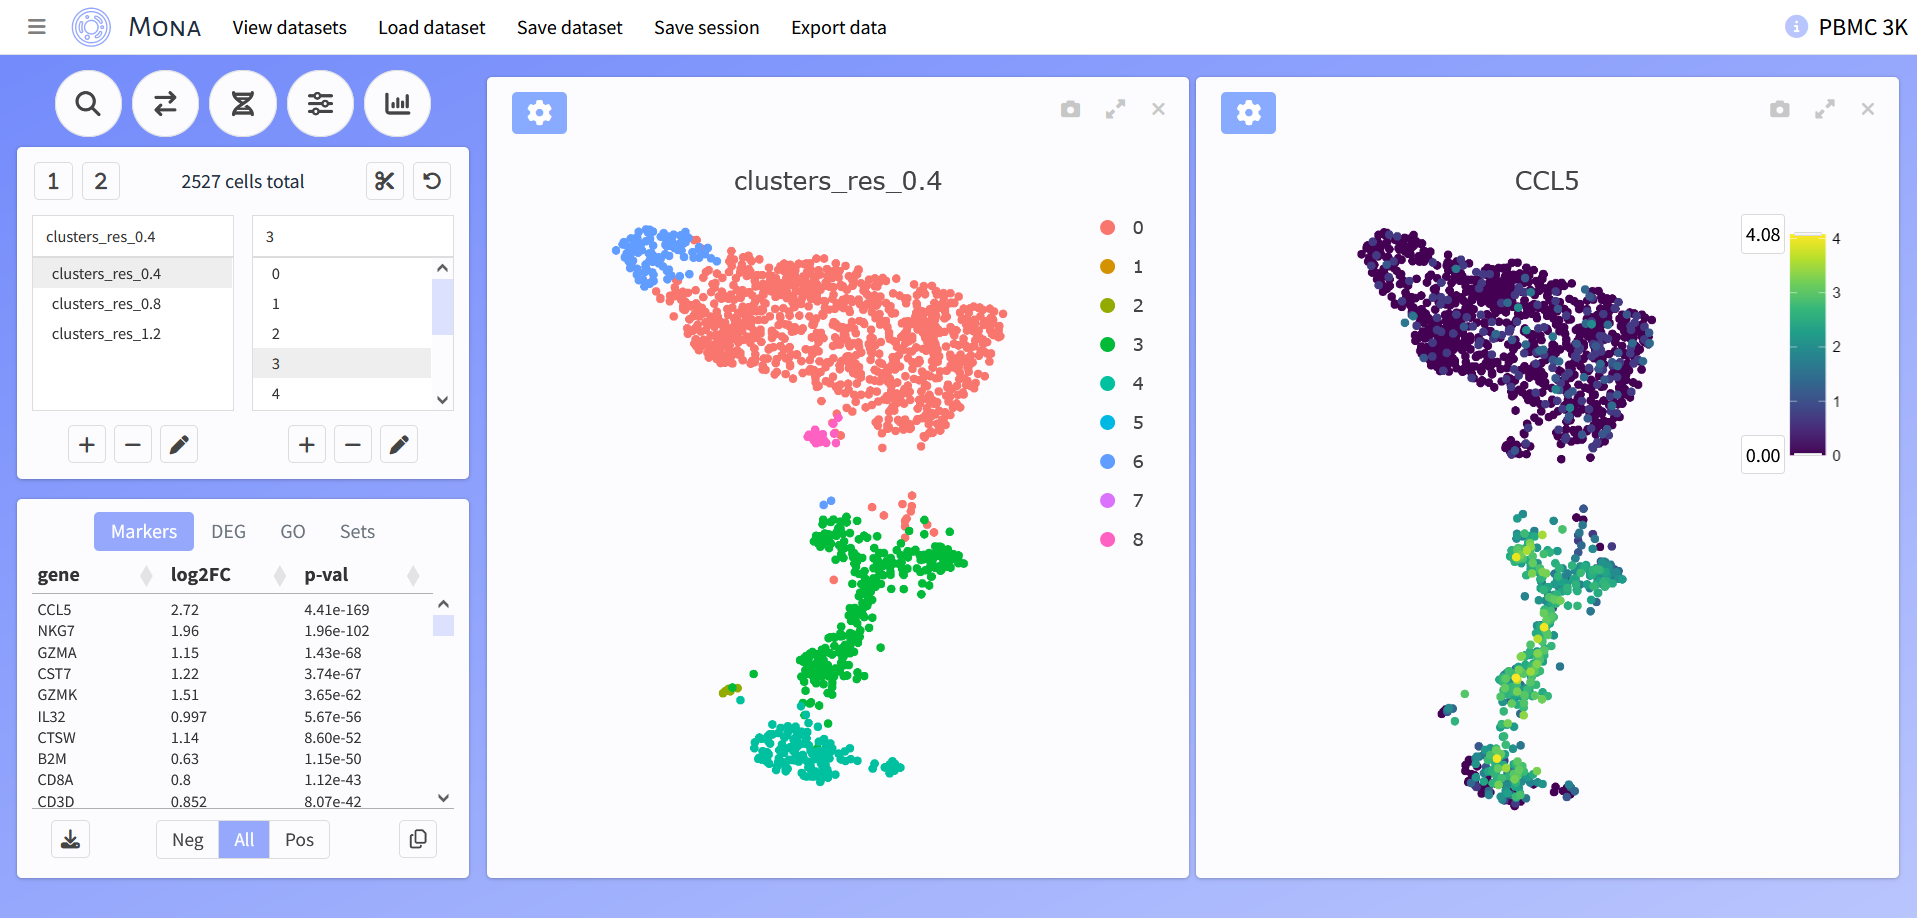 MONA View datasets Load dataset Save dataset Save session Export data i PBMC 3K
1 2 2527 cells total
clusters_res_0.4
clusters_res_0.4
clusters_res_0.8
clusters_res_1.2
3
0
1
2
3
4
Markers DEG GO Sets
gene log2FC p-val
CCL5 2.72 4.41e-169
NKG7 1.96 1.96e-102
GZMA 1.15 1.43e-68
CST7 1.22 3.74e-67
GZMK 1.51 3.65e-62
IL32 0.997 5.67e-56
CTSW 1.14 8.60e-52
B2M 0.63 1.15e-50
CD8A 0.8 1.12e-43
CD3D 0.852 8.07e-42
Neg All Pos
clusters_res_0.4
0
1
2
3
4
5
6
7
8
CCL5
4.08
0.00
4
3
2
1
0